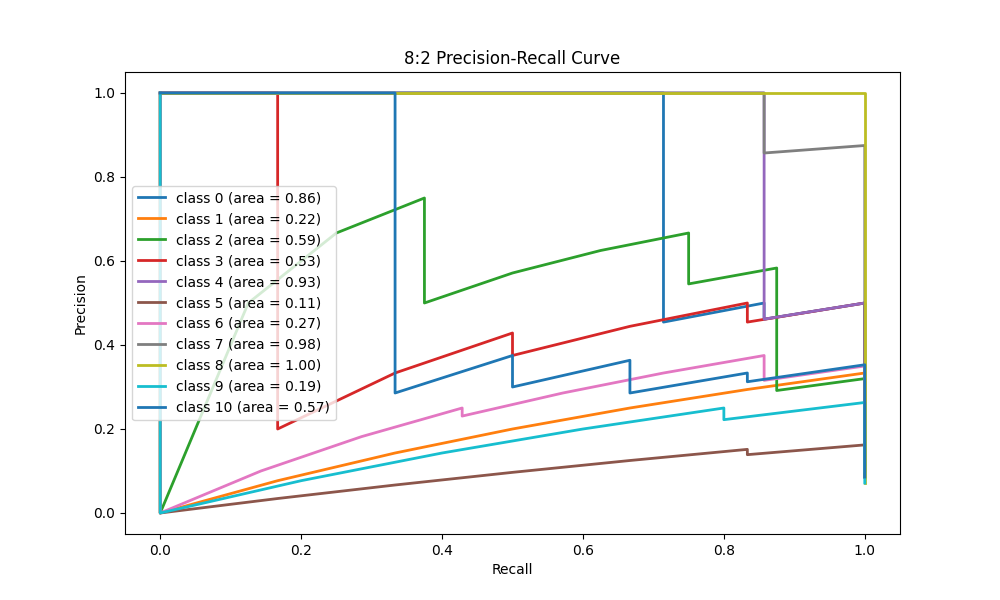 8:2 Precision-Recall Curve
1.0
0.8
0.6
0.4
0.2
0.0
Precision
class 0 (area = 0.86)
class 1 (area = 0.22)
class 2 (area = 0.59)
class 3 (area = 0.53)
class 4 (area = 0.93)
class 5 (area = 0.11)
class 6 (area = 0.27)
class 7 (area = 0.98)
class 8 (area = 1.00)
class 9 (area = 0.19)
class 10 (area = 0.57)
0.0 0.2 0.4 0.6 0.8 1.0
Recall